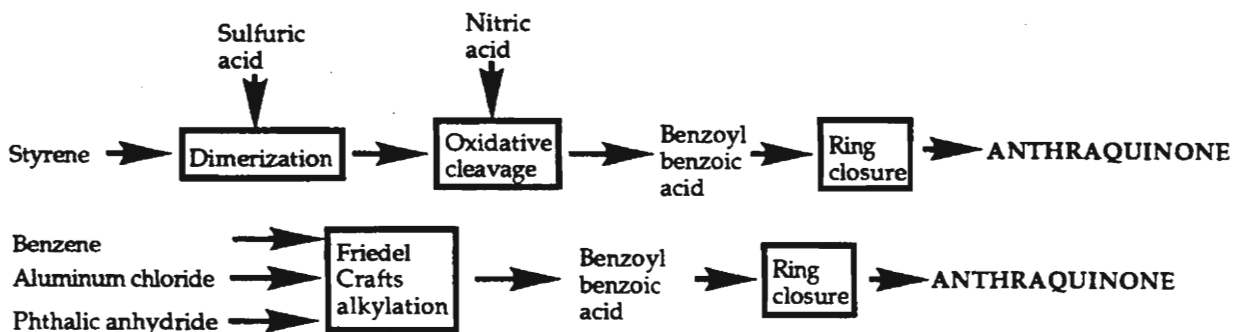 Sulfuric
acid
Nitric
acid
Styrene
Dimerization
Oxidative
cleavage
Benzoyl
benzoic
acid
Ring
closure
ANTHRAQUINONE
Benzene
Aluminum chloride
Phthalic anhydride
Friedel
Crafts
alkylation
Benzoyl
benzoic
acid
Ring
closure
ANTHRAQUINONE